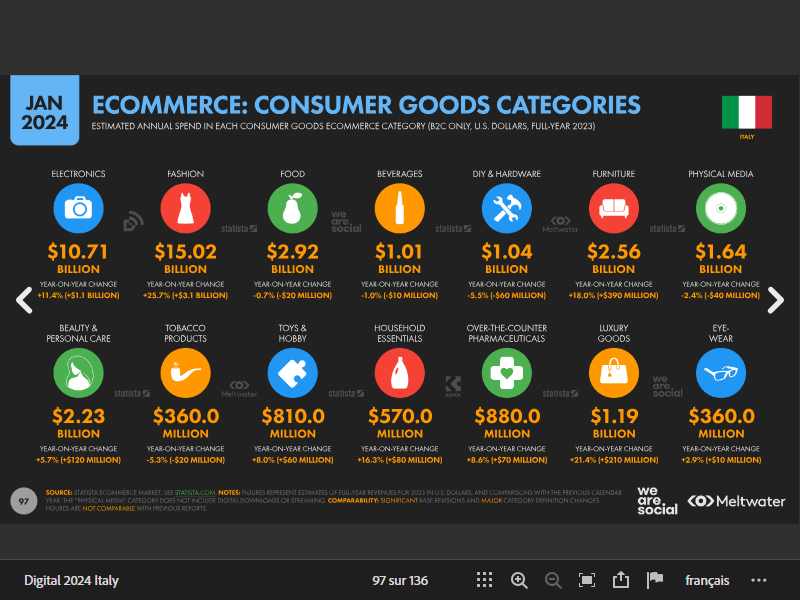 JAN
2024
ECOMMERCE: CONSUMER GOODS CATEGORIES
ESTIMATED ANNUAL SPEND IN EACH CONSUMER GOODS ECOMMERCE CATEGORY (B2C ONLY, U.S. DOLLARS, FULL-YEAR 2023)
ITALY
ELECTRONICS FASHION FOOD BEVERAGES DIY & HARDWARE FURNITURE PHYSICAL MEDIA
statista we are. social statista Meltwater statista
$10.71 $15.02 $2.92 $1.01 $1.04 $2.56 $1.64
BILLION BILLION BILLION BILLION BILLION BILLION BILLION
YEAR-ON-YEAR CHANGE YEAR-ON-YEAR CHANGE YEAR-ON-YEAR CHANGE YEAR-ON-YEAR CHANGE YEAR-ON-YEAR CHANGE YEAR-ON-YEAR CHANGE YEAR-ON-YEAR CHANGE
+11.4% (+$1.1 BILLION) +25.7% (+$3.1 BILLION) -0.7% (-$20 MILLION) -1.0% (-$10 MILLION) -5.5% (-$60 MILLION) +18.0% (+$390 MILLION) -2.4% (-$40 MILLION)
BEAUTY & TOBACCO TOYS & HOUSEHOLD OVER-THE-COUNTER LUXURY EYE-
PERSONAL CARE PRODUCTS HOBBY ESSENTIALS PHARMACEUTICALS GOODS WEAR
statista Meltwater statista KEPIOS statista we are. social
$2.23 $360.0 $810.0 $570.0 $880.0 $1.19 $360.0
BILLION MILLION MILLION MILLION MILLION BILLION MILLION
YEAR-ON-YEAR CHANGE YEAR-ON-YEAR CHANGE YEAR-ON-YEAR CHANGE YEAR-ON-YEAR CHANGE YEAR-ON-YEAR CHANGE YEAR-ON-YEAR CHANGE YEAR-ON-YEAR CHANGE
+5.7% (+$120 MILLION) -5.3% (-$20 MILLION) +8.0% (+$60 MILLION) +16.3% (+$80 MILLION) +8.6% (+$70 MILLION) +21.4% (+$210 MILLION) +2.9% (+$10 MILLION)
97
SOURCE: STATISTA ECOMMERCE MARKET. SEE STATISTA.COM. NOTES: FIGURES REPRESENT ESTIMATES OF FULL-YEAR REVENUES FOR 2023 IN U.S. DOLLARS, AND COMPARISONS WITH THE PREVIOUS CALENDAR
YEAR. THE "PHYSICAL MEDIA" CATEGORY DOES NOT INCLUDE DIGITAL DOWNLOADS OR STREAMING. COMPARABILITY: SIGNIFICANT BASE REVISIONS AND MAJOR CATEGORY DEFINITION CHANGES.
FIGURES ARE NOT COMPARABLE WITH PREVIOUS REPORTS.
we
are.
social
Meltwater
Digital 2024 Italy 97 sur 136 français